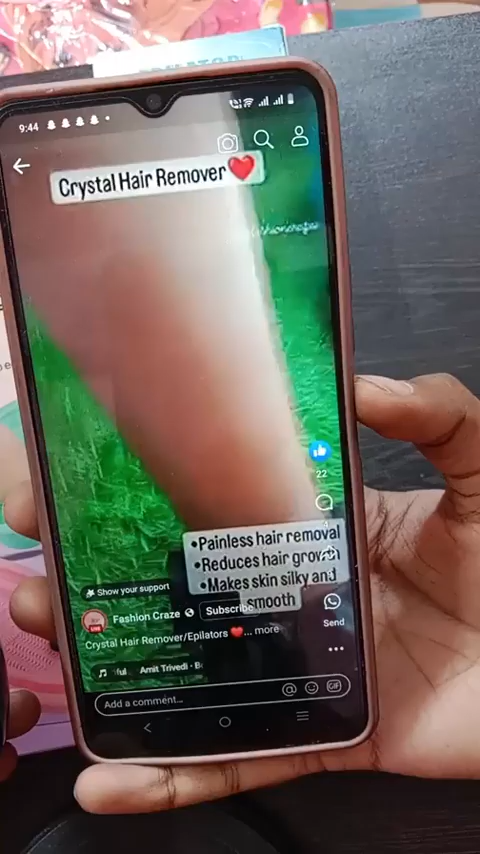 9:44
Crystal Hair Remover
22
•Painless hair removal
•Reduces hair growth
•Makes skin silky and
smooth
Show your support
Fashion Craze
Subscribe
Crystal Hair Remover/Epilators ❤️... more
Send
Amit Trivedi •
Add a comment...
GIF